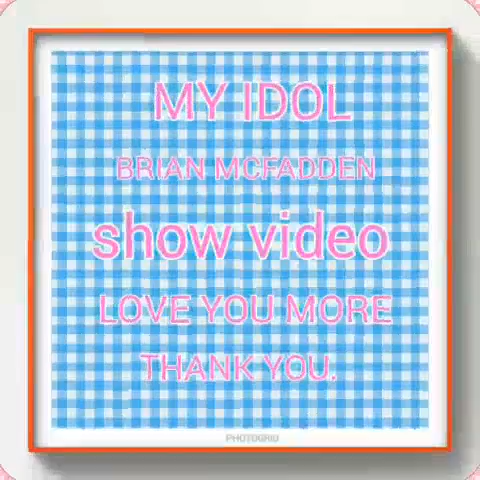 MY IDOL
BRIAN MCFADDEN
show video
LOVE YOU MORE
THANK YOU.
PHOTOGRID